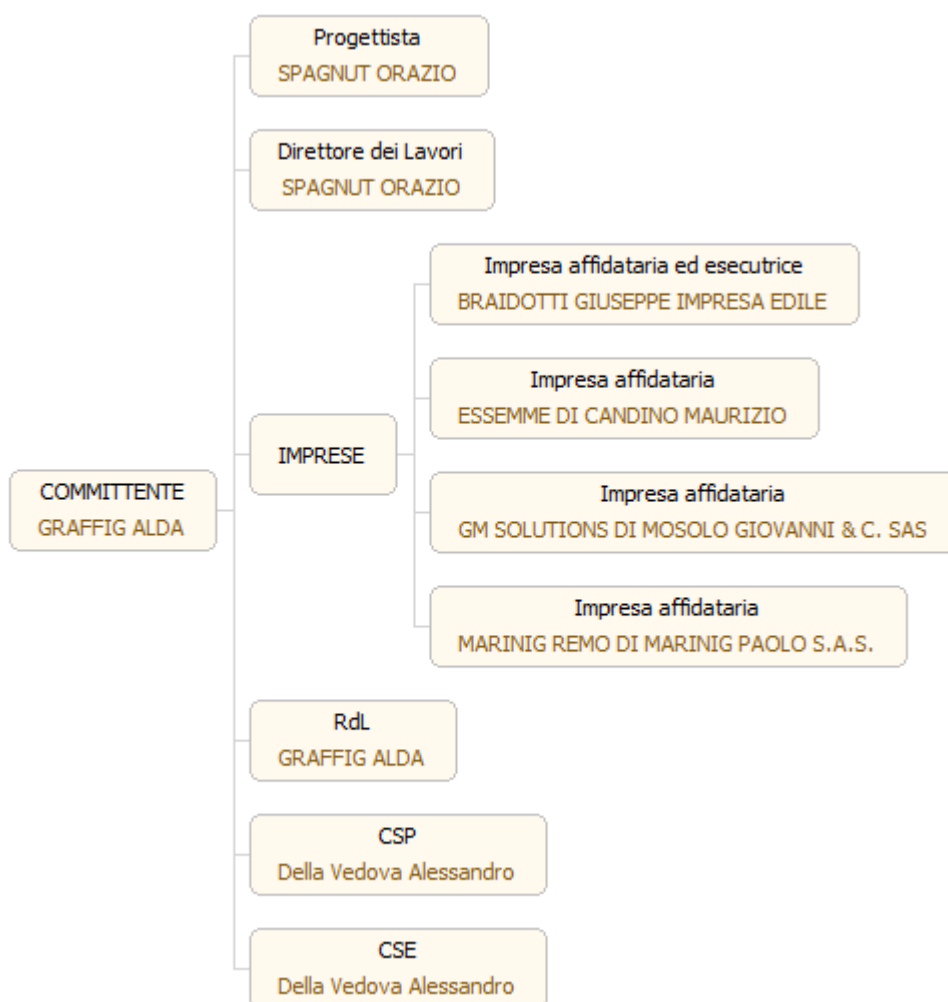 Progettista
SPAGNUT ORAZIO
Direttore dei Lavori
SPAGNUT ORAZIO
Impresa affidataria ed esecutrice
BRAIDOTTI GIUSEPPE IMPRESA EDILE
Impresa affidataria
ESSEMME DI CANDINO MAURIZIO
IMPRESE
COMMITTENTE
GRAFFIG ALDA
Impresa affidataria
GM SOLUTIONS DI MOSOLO GIOVANNI & C. SAS
Impresa affidataria
MARINIG REMO DI MARINIG PAOLO S.A.S.
RdL
GRAFFIG ALDA
CSP
Della Vedova Alessandro
CSE
Della Vedova Alessandro